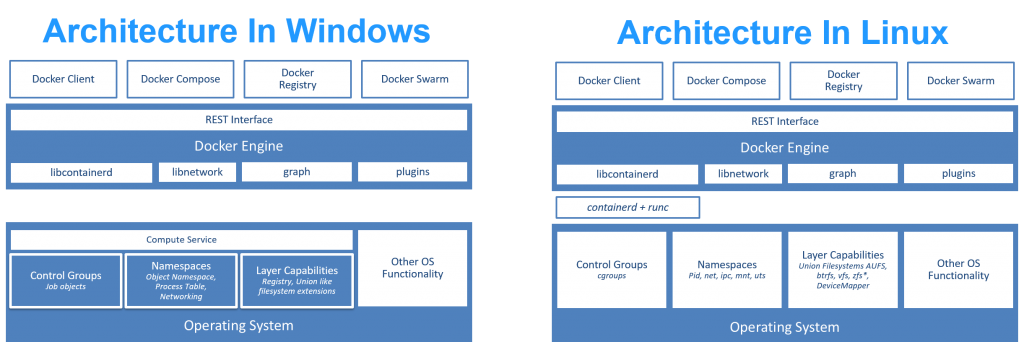 Architecture In Windows
Docker Client
Docker Compose
Docker
Registry
Docker Swarm
REST Interface
Docker Engine
libcontainerd
libnetwork
graph
plugins
Compute Service
Control Groups
Job objects
Namespaces
Object Namespace,
Process Table,
Networking
Layer Capabilities
Registry, Union like
filesystem extensions
Other OS
Functionality
Operating System
Architecture In Linux
Docker Client
Docker Compose
Docker
Registry
Docker Swarm
REST Interface
Docker Engine
libcontainerd
libnetwork
graph
plugins
containerd + runc
Control Groups
cgroups
Namespaces
Pid, net, ipc, mnt, uts
Layer Capabilities
Union Filesystems AUFS,
btrfs, vfs, zfs*,
DeviceMapper
Other OS
Functionality
Operating System